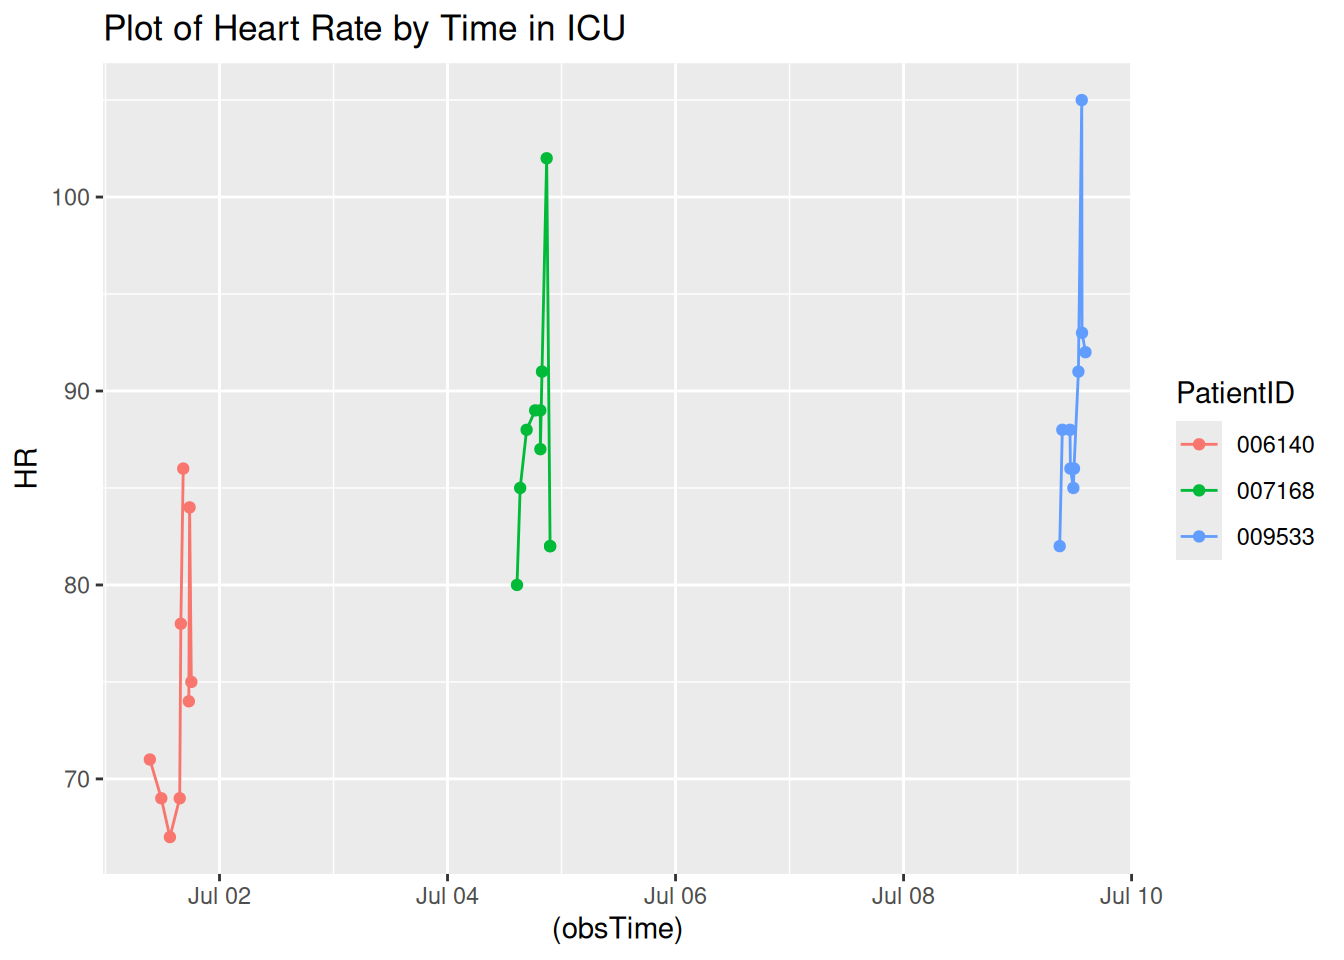 Plot of Heart Rate by Time in ICU
100
90
80
70
HR
Jul 02
Jul 04
Jul 06
Jul 08
Jul 10
(obsTime)
PatientID
006140
007168
009533